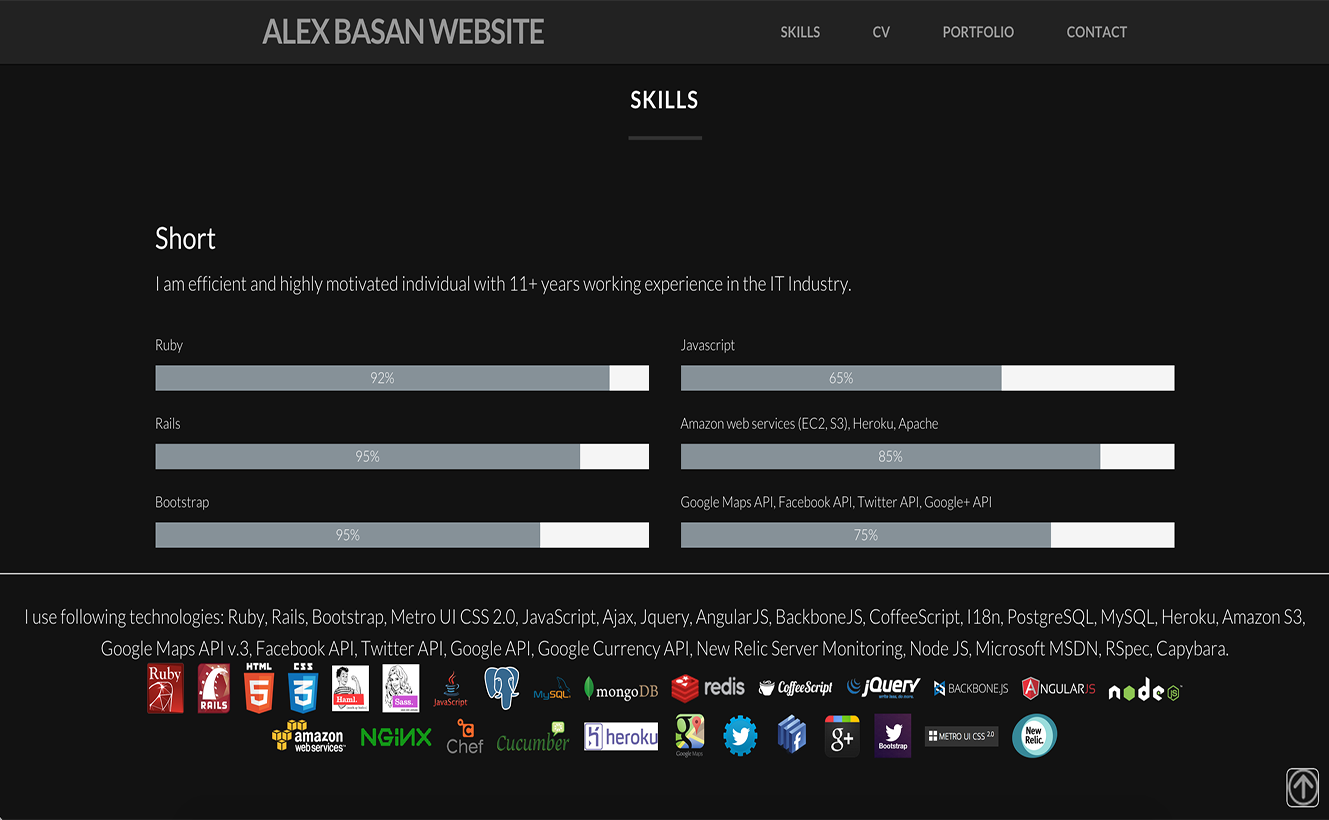 ALEX BASAN WEBSITE
SKILLS CV PORTFOLIO CONTACT
SKILLS
Short
I am efficient and highly motivated individual with 11+ years working experience in the IT Industry.
Ruby
92%
Rails
95%
Bootstrap
95%
Javascript
65%
Amazon web services (EC2, S3), Heroku, Apache
85%
Google Maps API, Facebook API, Twitter API, Google+ API
75%
I use following technologies: Ruby, Rails, Bootstrap, Metro UI CSS 2.0, JavaScript, Ajax, Jquery, AngularJS, BackboneJS, CoffeeScript, I18n, PostgreSQL, MySQL, Heroku, Amazon S3,
Google Maps API v.3, Facebook API, Twitter API, Google API, Google Currency API, New Relic Server Monitoring, Node JS, Microsoft MSDN, RSpec, Capybara.
Ruby
RAILS
HTML
5
CSS
3
Haml.
Sass.
JavaScript
MySQL
mongoDB
redis
CoffeeScript
jQuery
write less, do more.
BACKBONE.JS
ANGULARJS
node
JS
amazon
web services™
NGINX
Chef
Cucumber
heroku
Google Maps
f
g+
Bootstrap
METRO UI CSS 2.0
New
Relic.